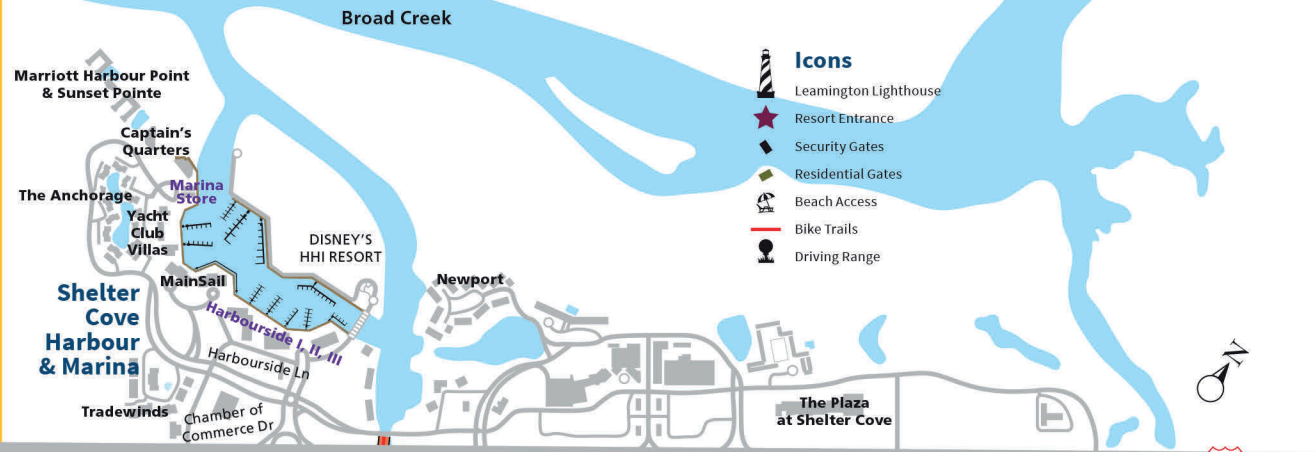 Broad Creek
Marriott Harbour Point
& Sunset Pointe
Captain's
Quarters
The Anchorage
Marina
Store
Yacht
Club
Villas
DISNEY'S
HHI RESORT
MainSail
Newport
Shelter
Cove
Harbour
& Marina
Harbourside I, II, III
Harbourside Ln
Tradewinds
Chamber of
Commerce Dr
The Plaza
at Shelter Cove
Icons
Leamington Lighthouse
Resort Entrance
Security Gates
Residential Gates
Beach Access
Bike Trails
Driving Range
N